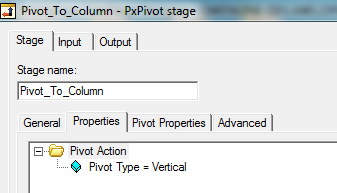 Pivot_To_Column - PxPivot stage
Stage Input Output
Stage name:
Pivot_To_Column
General Properties Pivot Properties Advanced
Pivot Action
Pivot Type = Vertical